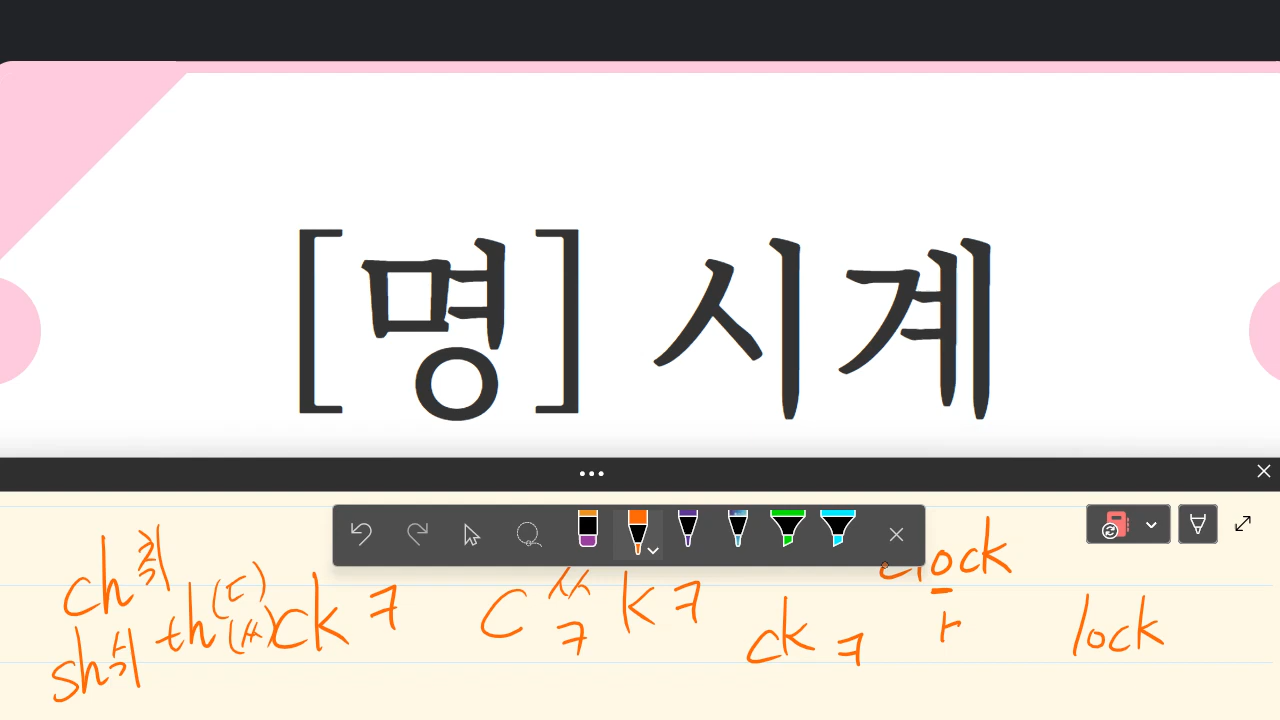 [명] 시계
ch 취 th (ㄷ) (ㅆ) ck ㅋ c ㅆ ㅋ k ㅋ ck ㅋ clock ㅏ lock
sh 쉬